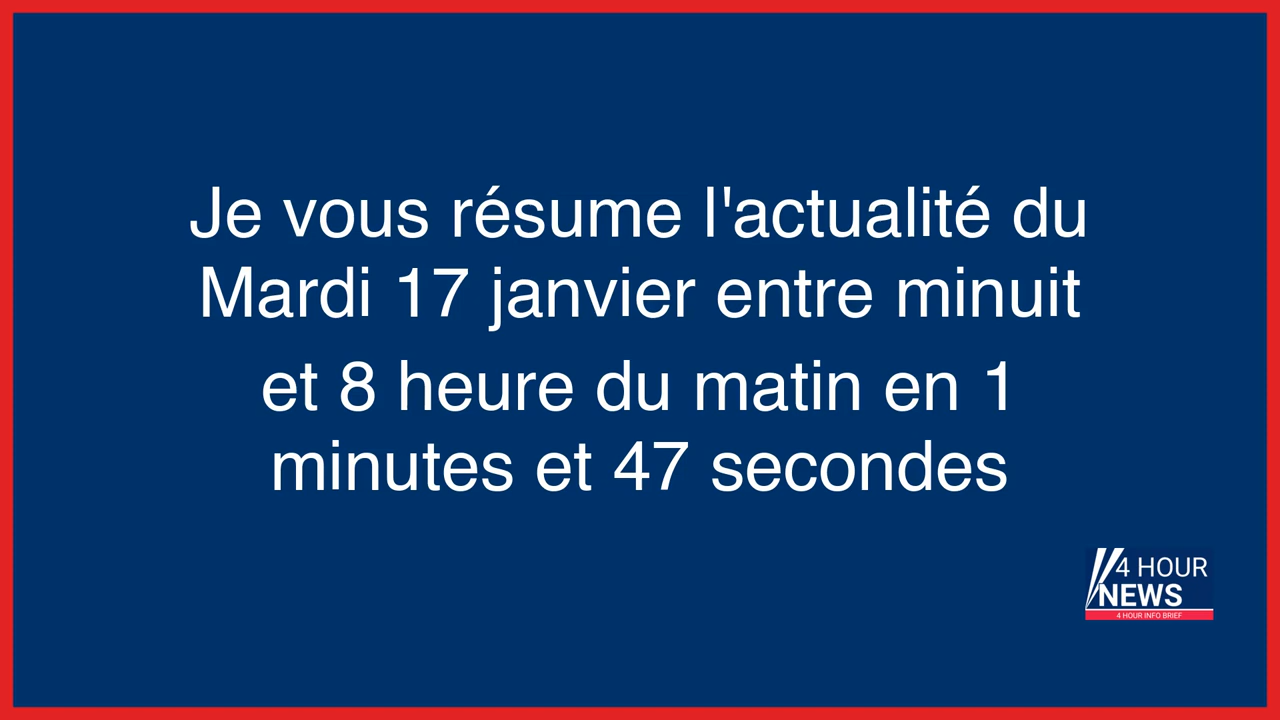 Je vous résume l'actualité du
Mardi 17 janvier entre minuit
et 8 heure du matin en 1
minutes et 47 secondes
4 HOUR
NEWS
4 HOUR INFO BRIEF